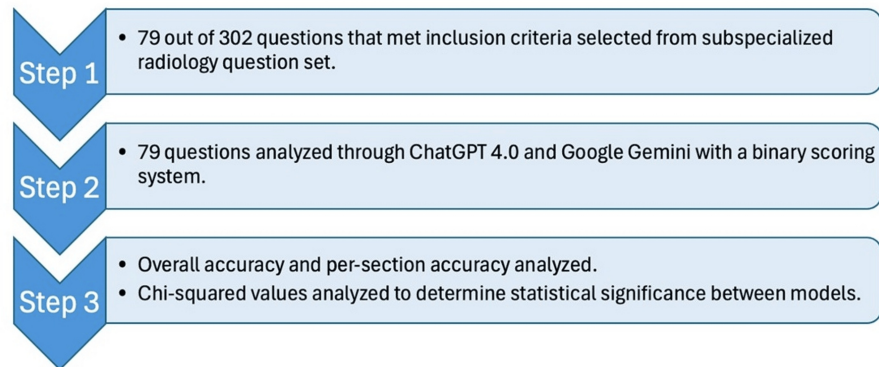 Step 1
• 79 out of 302 questions that met inclusion criteria selected from subspecialized
radiology question set.
Step 2
• 79 questions analyzed through ChatGPT 4.0 and Google Gemini with a binary scoring
system.
Step 3
• Overall accuracy and per-section accuracy analyzed.
• Chi-squared values analyzed to determine statistical significance between models.